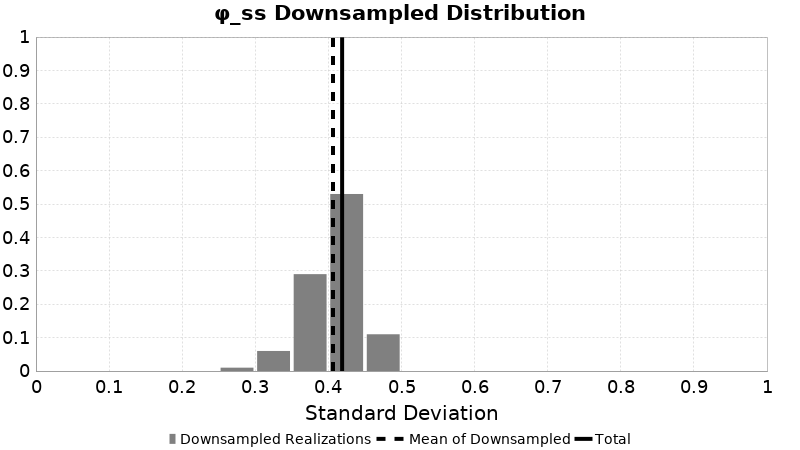 φ_ss Downsampled Distribution
1
0.9
0.8
0.7
0.6
0.5
0.4
0.3
0.2
0.1
0
0 0.1 0.2 0.3 0.4 0.5 0.6 0.7 0.8 0.9 1
Standard Deviation
Downsampled Realizations Mean of Downsampled Total